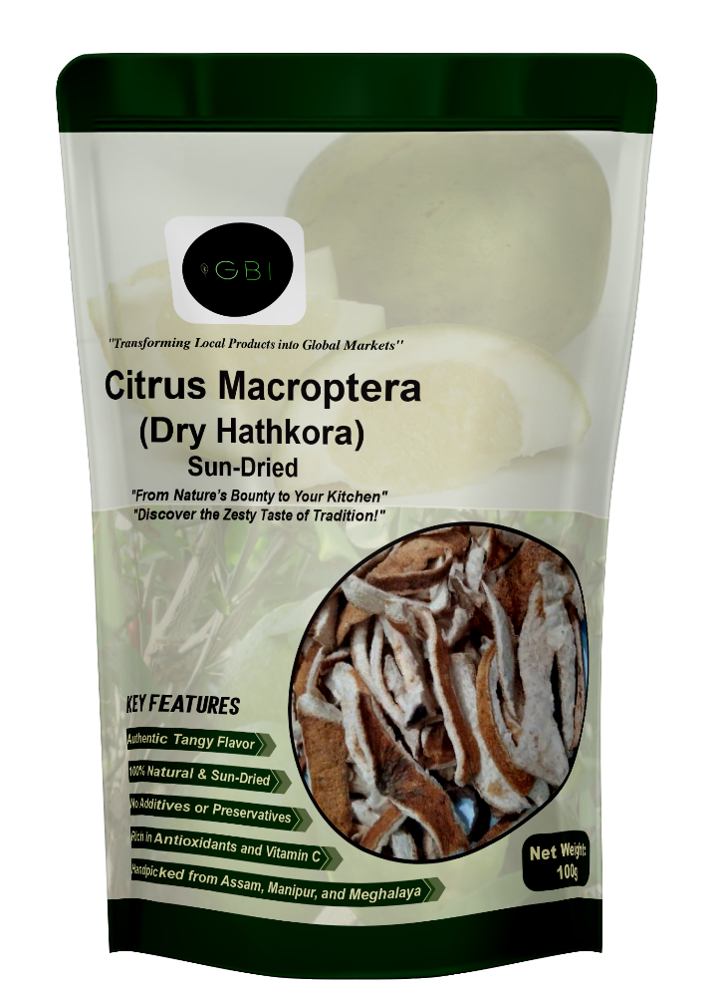 GBI
"Transforming Local Products into Global Markets"
Citrus Macroptera
(Dry Hathkora)
Sun-Dried
"From Nature's Bounty to Your Kitchen"
"Discover the Zesty Taste of Tradition!"
KEY FEATURES
Authentic Tangy Flavor
100% Natural & Sun-Dried
No Additives or Preservatives
Rich in Antioxidants and Vitamin C
Handpicked from Assam, Manipur, and Meghalaya
Net Weight:
100g